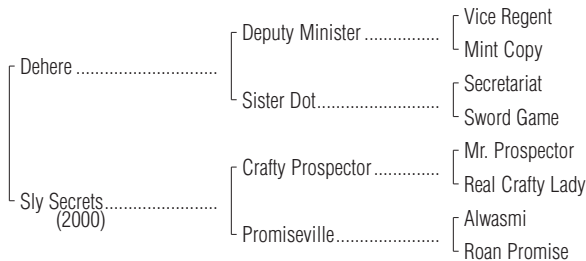 Vice Regent
Deputy Minister ..................
Mint Copy
Dehere ..................................
Secretariat
Sister Dot.............................
Sword Game
Mr. Prospector
Crafty Prospector ................
Real Crafty Lady
Sly Secrets...........................
(2000)
Alwasmi
Promiseville.........................
Roan Promise